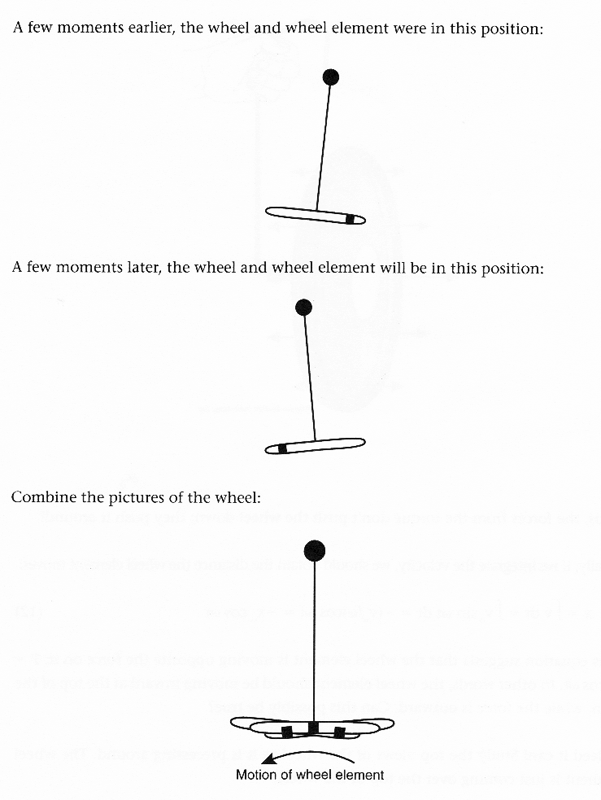 A few moments earlier, the wheel and wheel element were in this position:
A few moments later, the wheel and wheel element will be in this position:
Combine the pictures of the wheel:
Motion of wheel element